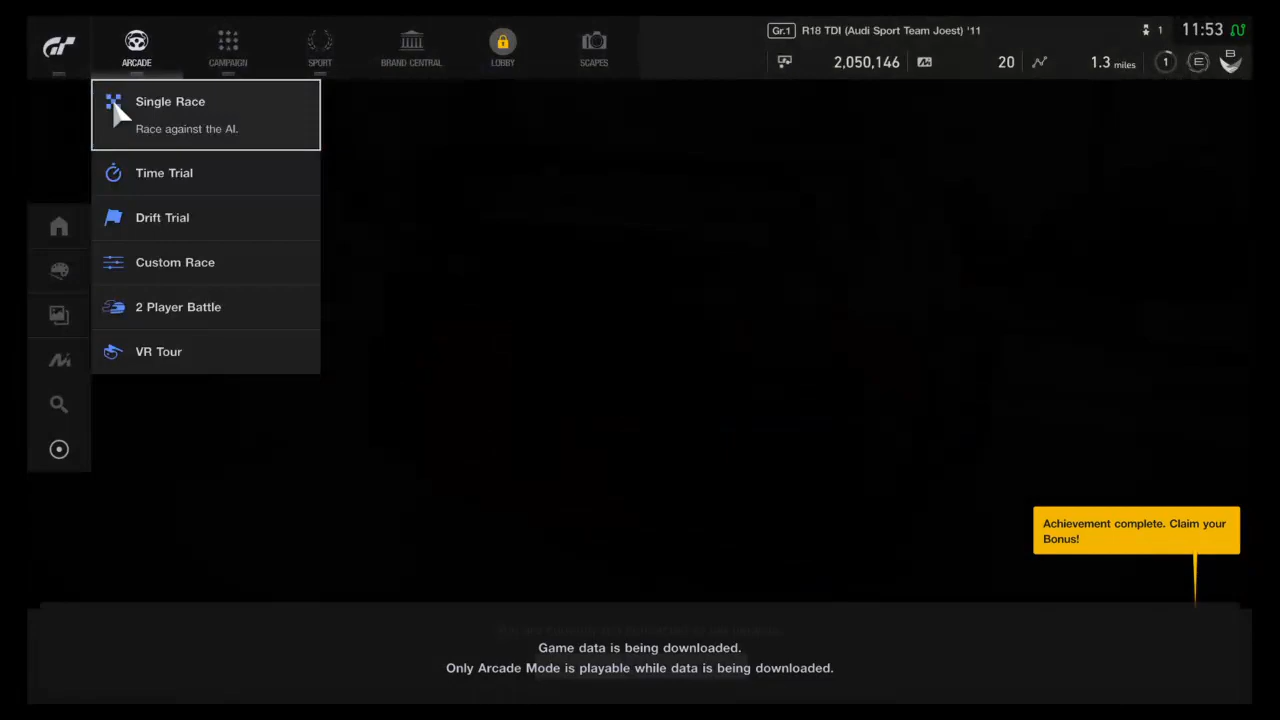 Gr.1 R18 TDI (Audi Sport Team Joest) '11
1
11:53
ARCADE
CAMPAIGN
SPORT
BRAND CENTRAL
LOBBY
SCAPES
2,050,146
20
1.3 miles
1
E
B
Single Race
Race against the AI.
Time Trial
Drift Trial
Custom Race
2 Player Battle
VR Tour
Achievement complete. Claim your
Bonus!
Game data is being downloaded.
Only Arcade Mode is playable while data is being downloaded.